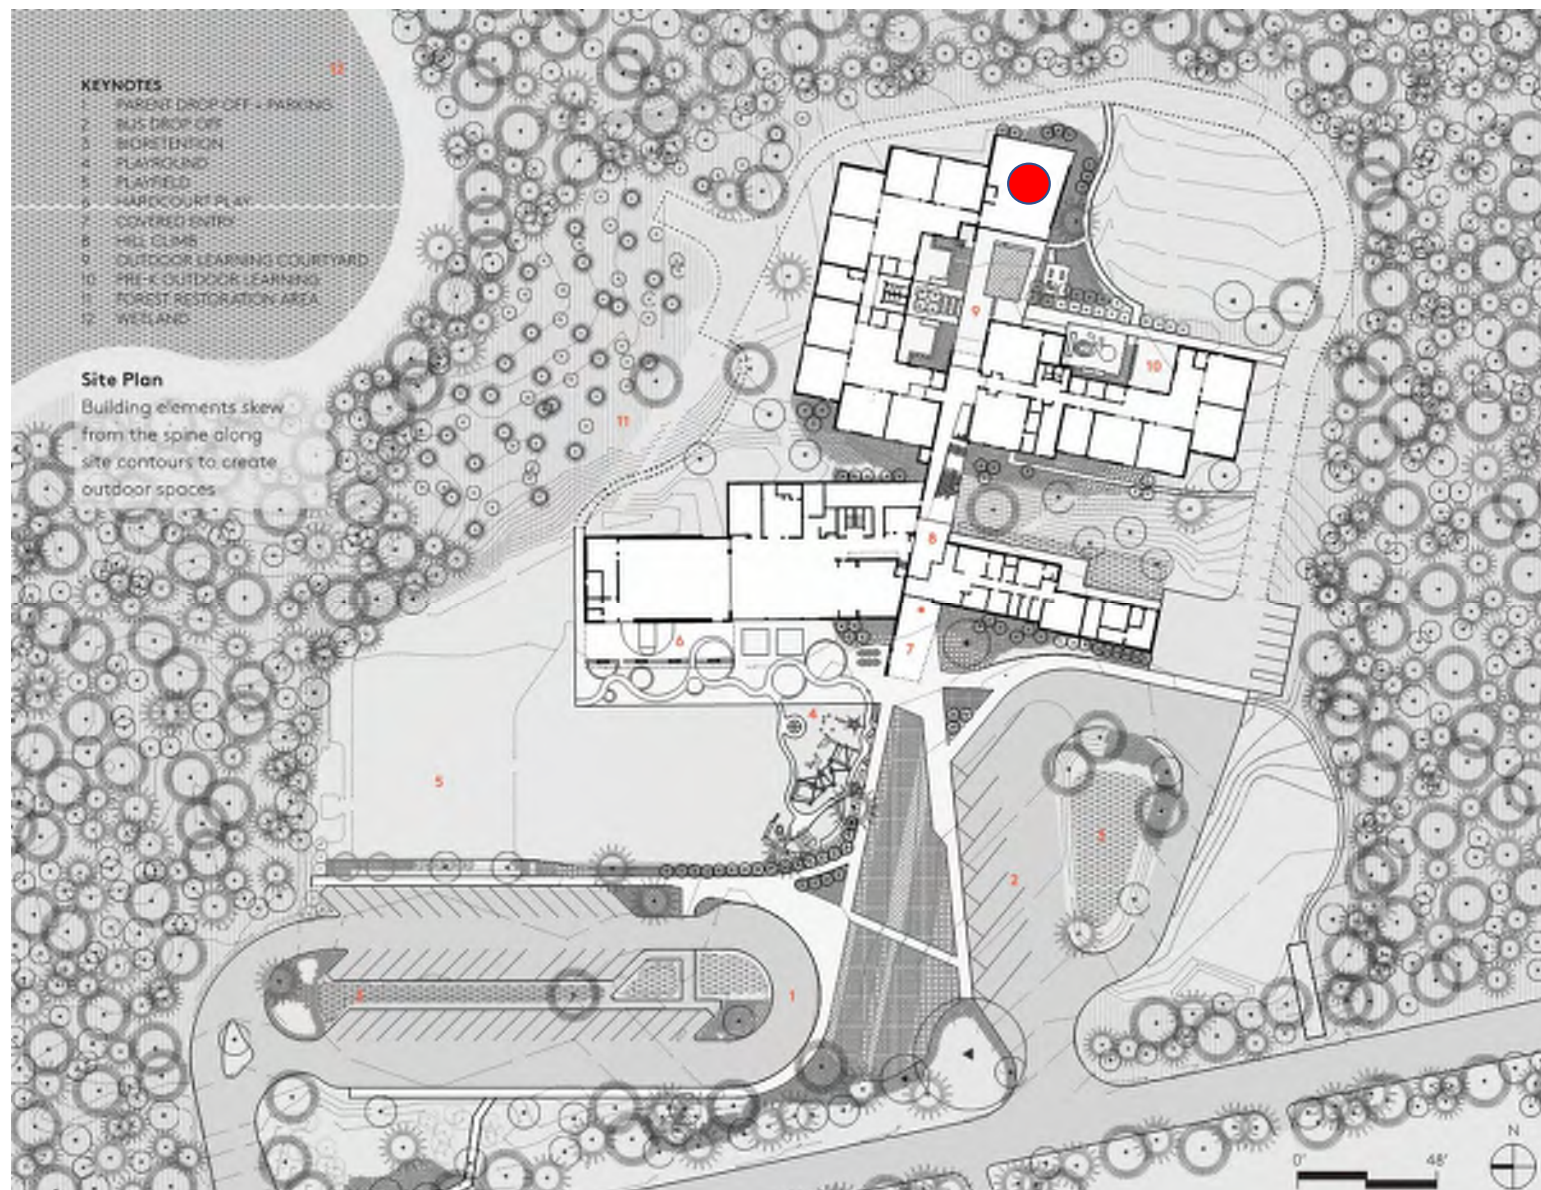 12
KEYNOTES
1 PARENT DROP OFF + PARKING
2 BUS DROP OFF
3 BIORETENTION
4 PLAYROUND
5 PLAYFIELD
6 HARDCOURT PLAY
7 COVERED ENTRY
8 HILL CLIMB
9 OUTDOOR LEARNING COURTYARD
10 PRE-K OUTDOOR LEARNING
11 FOREST RESTORATION AREA
12 WETLAND
Site Plan
Building elements skew
from the spine along
site contours to create
outdoor spaces
9
10
11
8
7
6
4
5
3
2
3
1
N
0'
48'